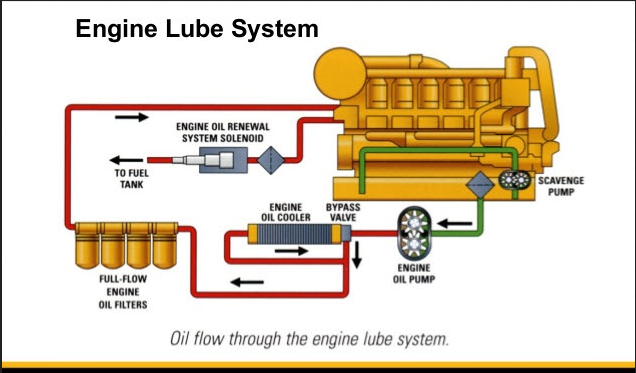 Engine Lube System
ENGINE OIL RENEWAL
SYSTEM SOLENOID
TO FUEL
TANK
SCAVENGE
PUMP
ENGINE
OIL COOLER
BYPASS
VALVE
FULL-FLOW
ENGINE
OIL FILTERS
ENGINE
OIL PUMP
Oil flow through the engine lube system.